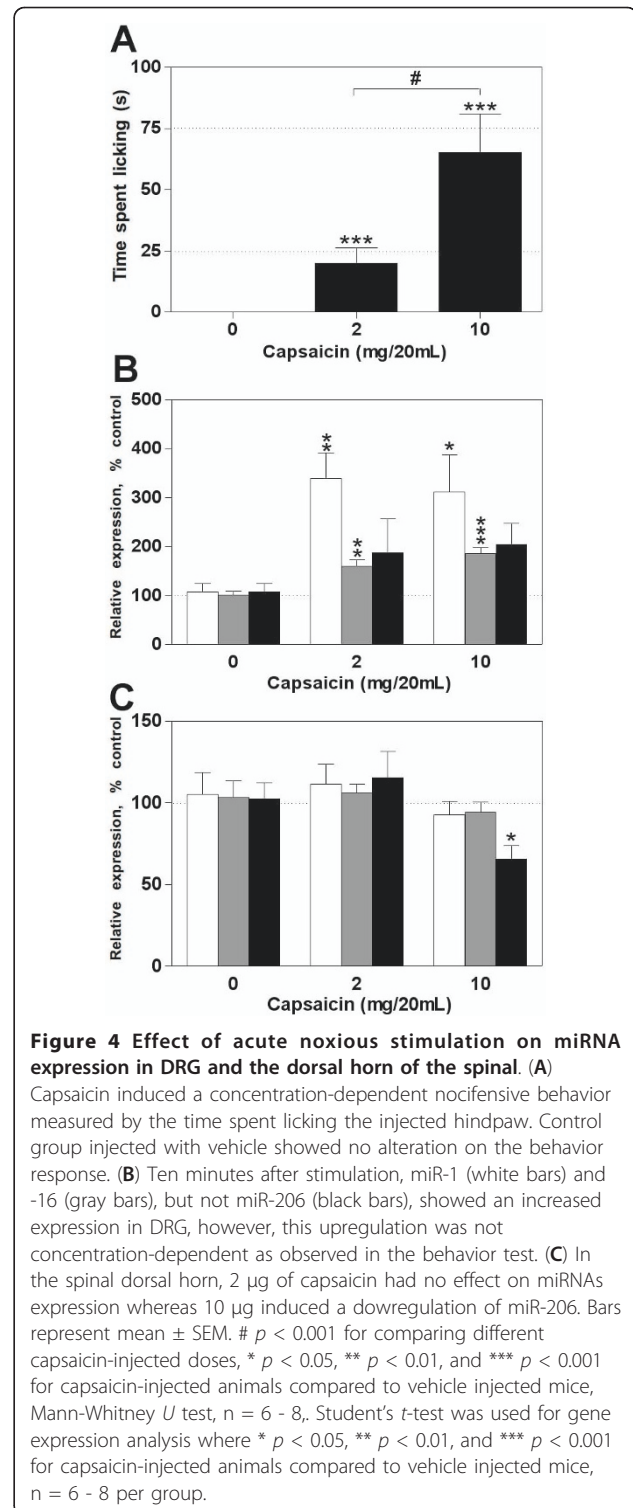 A
100
#
***
75
Time spent licking (s)
50
***
25
0
0 2 10
Capsaicin (mg/20mL)
B
500
Relative expression, % control
400
**
*
300
***
200
**
100
0
0 2 10
Capsaicin (mg/20mL)
C
150
Relative expression, % control
100
*
50
0
0 2 10
Capsaicin (mg/20mL)
Figure 4 Effect of acute noxious stimulation on miRNA
expression in DRG and the dorsal horn of the spinal. (A)
Capsaicin induced a concentration-dependent nocifensive behavior
measured by the time spent licking the injected hindpaw. Control
group injected with vehicle showed no alteration on the behavior
response. (B) Ten minutes after stimulation, miR-1 (white bars) and
-16 (gray bars), but not miR-206 (black bars), showed an increased
expression in DRG, however, this upregulation was not
concentration-dependent as observed in the behavior test. (C) In
the spinal dorsal horn, 2 μg of capsaicin had no effect on miRNAs
expression whereas 10 μg induced a dowregulation of miR-206. Bars
represent mean ± SEM. # p < 0.001 for comparing different
capsaicin-injected doses, * p < 0.05, ** p < 0.01, and *** p < 0.001
for capsaicin-injected animals compared to vehicle injected mice,
Mann-Whitney U test, n = 6 - 8,. Student's t-test was used for gene
expression analysis where * p < 0.05, ** p < 0.01, and *** p < 0.001
for capsaicin-injected animals compared to vehicle injected mice,
n = 6 - 8 per group.